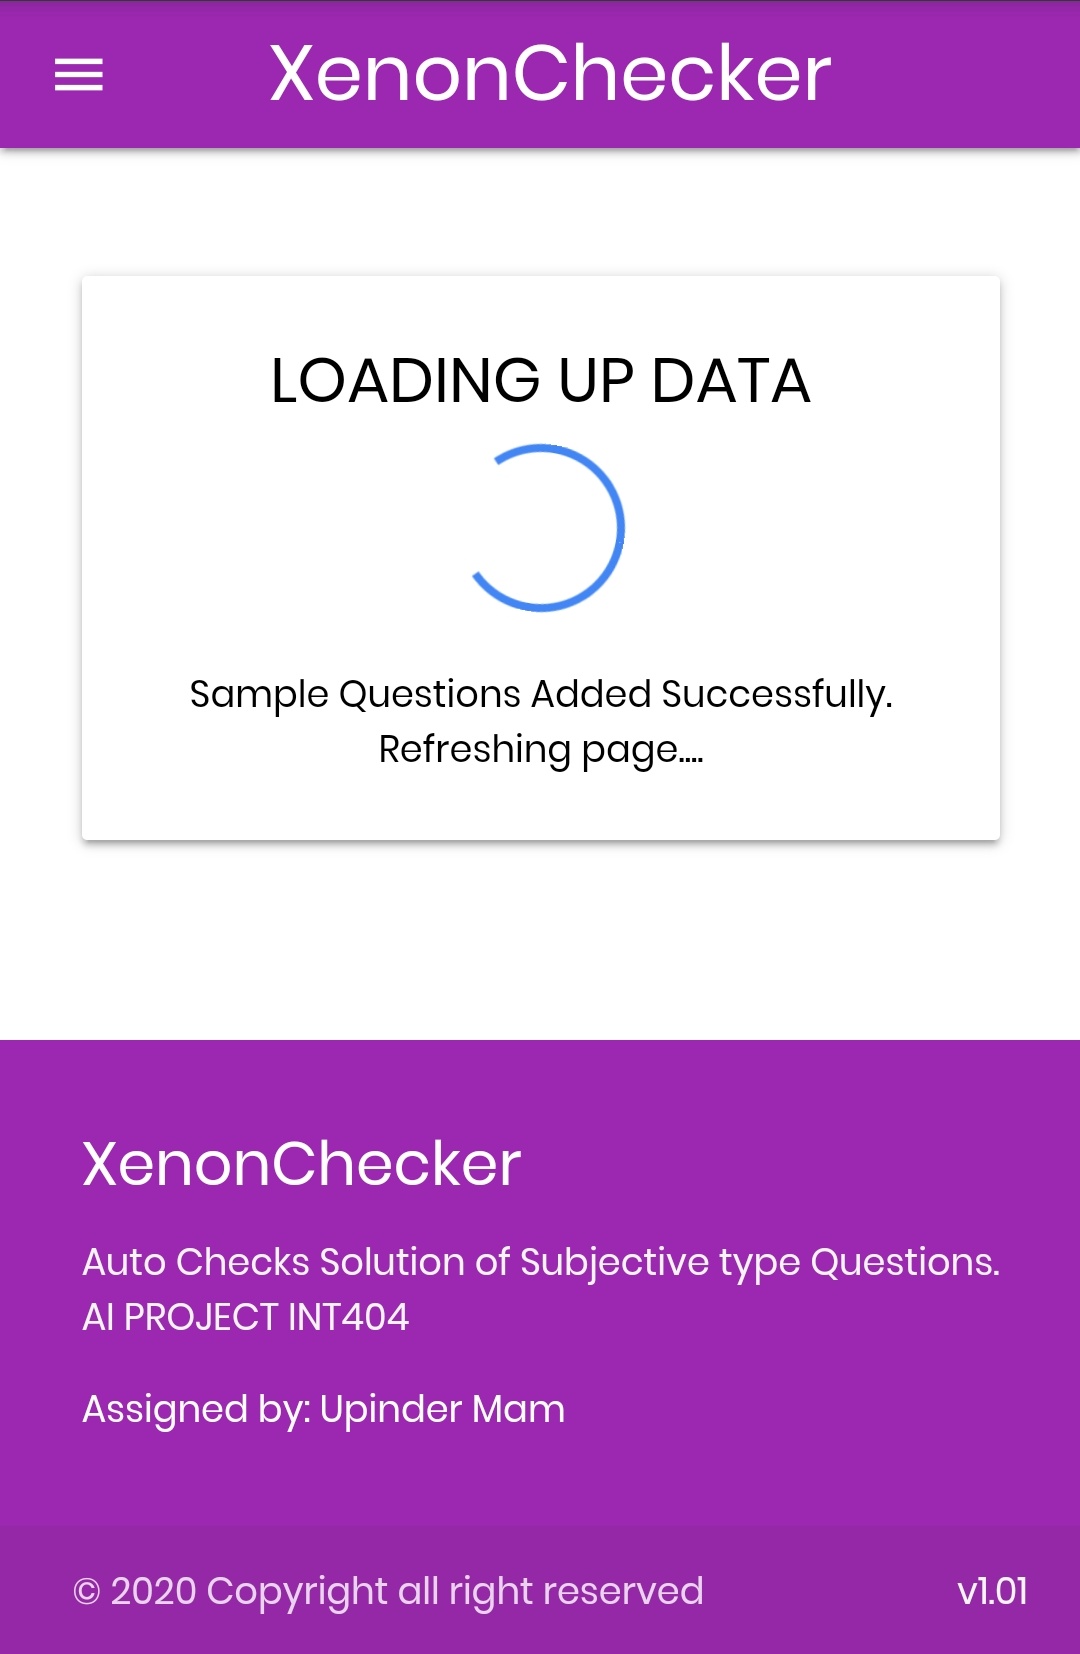 XenonChecker
LOADING UP DATA
Sample Questions Added Successfully.
Refreshing page....
XenonChecker
Auto Checks Solution of Subjective type Questions.
AI PROJECT INT404
Assigned by: Upinder Mam
© 2020 Copyright all right reserved v1.01